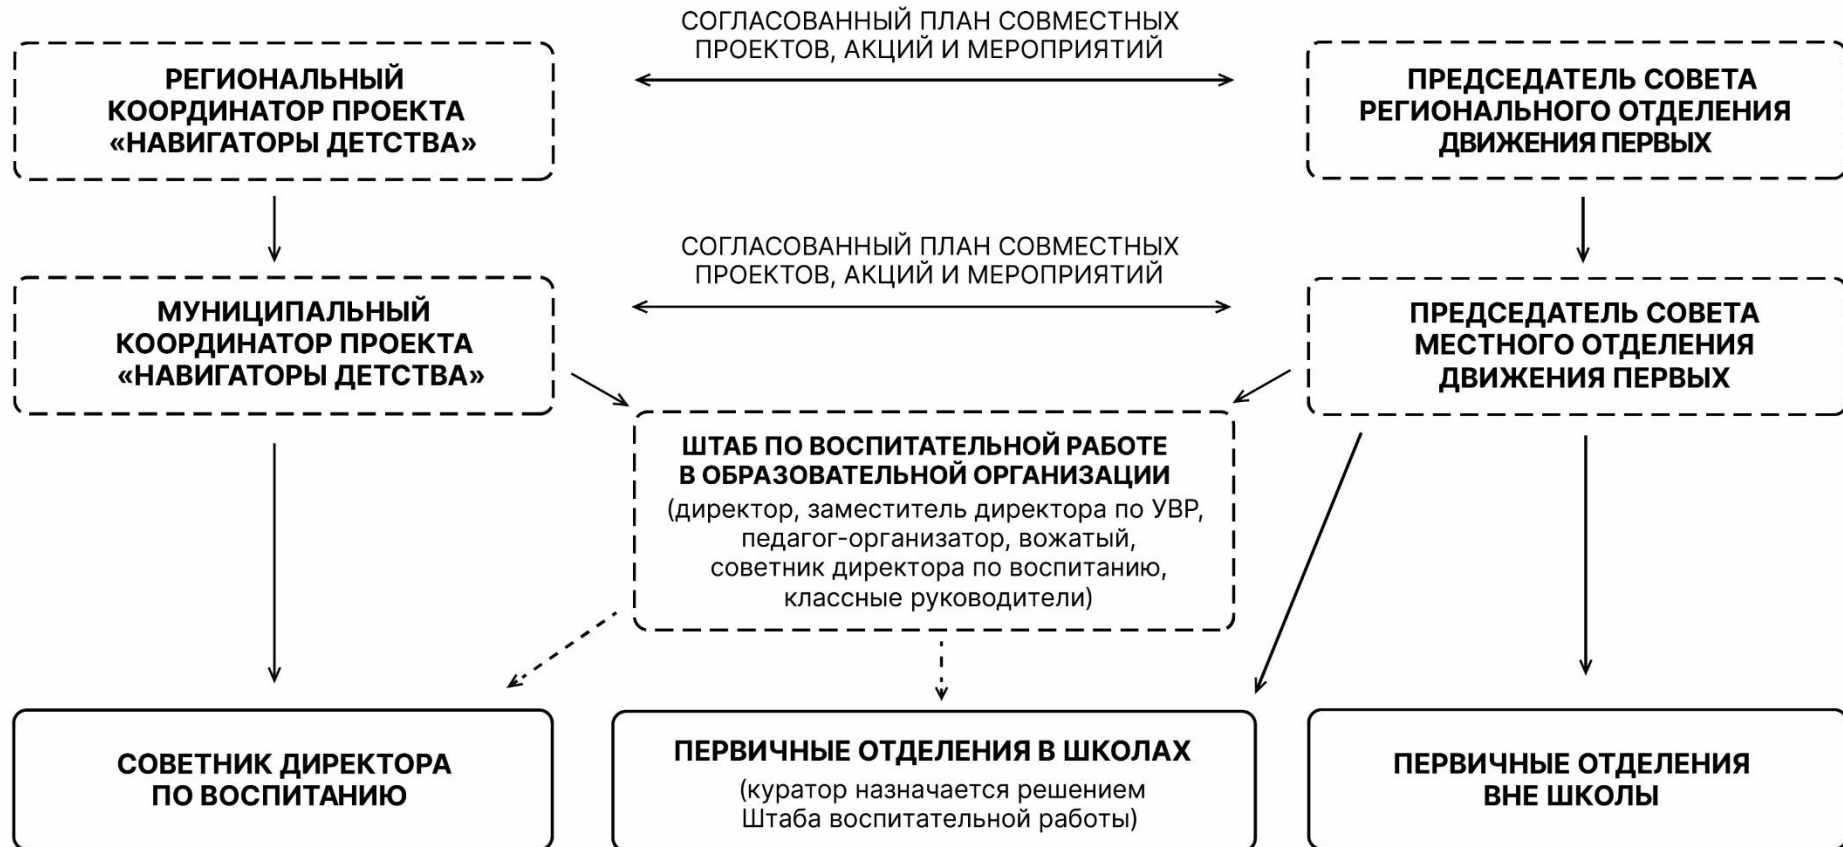 СОГЛАСОВАННЫЙ ПЛАН СОВМЕСТНЫХ
ПРОЕКТОВ, АКЦИЙ И МЕРОПРИЯТИЙ
РЕГИОНАЛЬНЫЙ
КООРДИНАТОР ПРОЕКТА
«НАВИГАТОРЫ ДЕТСТВА»
ПРЕДСЕДАТЕЛЬ СОВЕТА
РЕГИОНАЛЬНОГО ОТДЕЛЕНИЯ
ДВИЖЕНИЯ ПЕРВЫХ
СОГЛАСОВАННЫЙ ПЛАН СОВМЕСТНЫХ
ПРОЕКТОВ, АКЦИЙ И МЕРОПРИЯТИЙ
МУНИЦИПАЛЬНЫЙ
КООРДИНАТОР ПРОЕКТА
«НАВИГАТОРЫ ДЕТСТВА»
ПРЕДСЕДАТЕЛЬ СОВЕТА
МЕСТНОГО ОТДЕЛЕНИЯ
ДВИЖЕНИЯ ПЕРВЫХ
ШТАБ ПО ВОСПИТАТЕЛЬНОЙ РАБОТЕ
В ОБРАЗОВАТЕЛЬНОЙ ОРГАНИЗАЦИИ
(директор, заместитель директора по УВР,
педагог-организатор, вожатый,
советник директора по воспитанию,
классные руководители)
СОВЕТНИК ДИРЕКТОРА
ПО ВОСПИТАНИЮ
ПЕРВИЧНЫЕ ОТДЕЛЕНИЯ В ШКОЛАХ
(куратор назначается решением
Штаба воспитательной работы)
ПЕРВИЧНЫЕ ОТДЕЛЕНИЯ
ВНЕ ШКОЛЫ